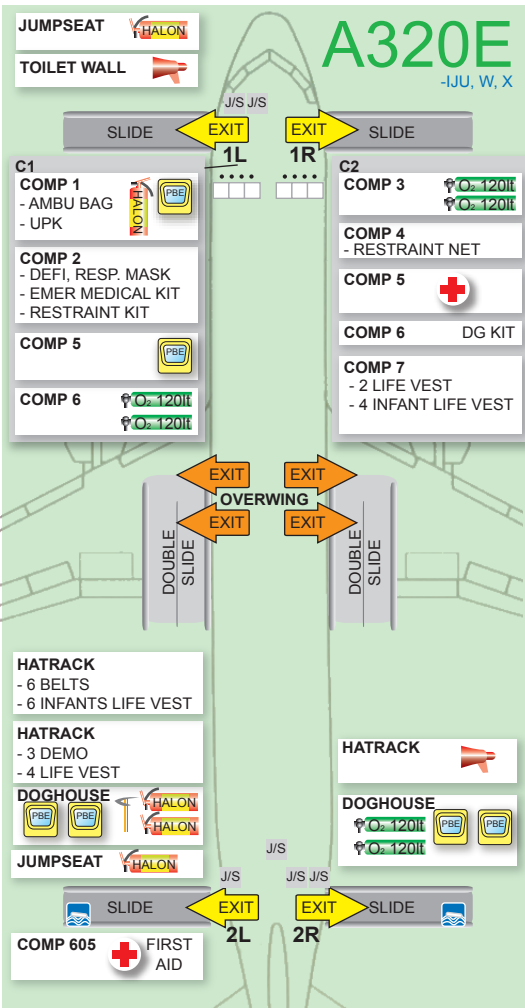 JUMPSEAT HALON
TOILET WALL
A320E
-IJU, W, X
J/S J/S
SLIDE EXIT EXIT SLIDE
1L 1R
C1
COMP 1
- AMBU BAG
- UPK
HALON
PBE
COMP 2
- DEFI, RESP. MASK
- EMER MEDICAL KIT
- RESTRAINT KIT
COMP 5
PBE
COMP 6 O₂ 120lt
O₂ 120lt
C2
COMP 3 O₂ 120lt
O₂ 120lt
COMP 4
- RESTRAINT NET
COMP 5
COMP 6 DG KIT
COMP 7
- 2 LIFE VEST
- 4 INFANT LIFE VEST
EXIT EXIT
OVERWING
EXIT EXIT
DOUBLE
SLIDE
DOUBLE
SLIDE
HATRACK
- 6 BELTS
- 6 INFANTS LIFE VEST
HATRACK
- 3 DEMO
- 4 LIFE VEST
DOGHOUSE
PBE PBE HALON
HALON
JUMPSEAT HALON
HATRACK
DOGHOUSE
O₂ 120lt PBE PBE
O₂ 120lt
J/S
J/S J/S J/S
SLIDE EXIT EXIT SLIDE
2L 2R
COMP 605 FIRST
AID